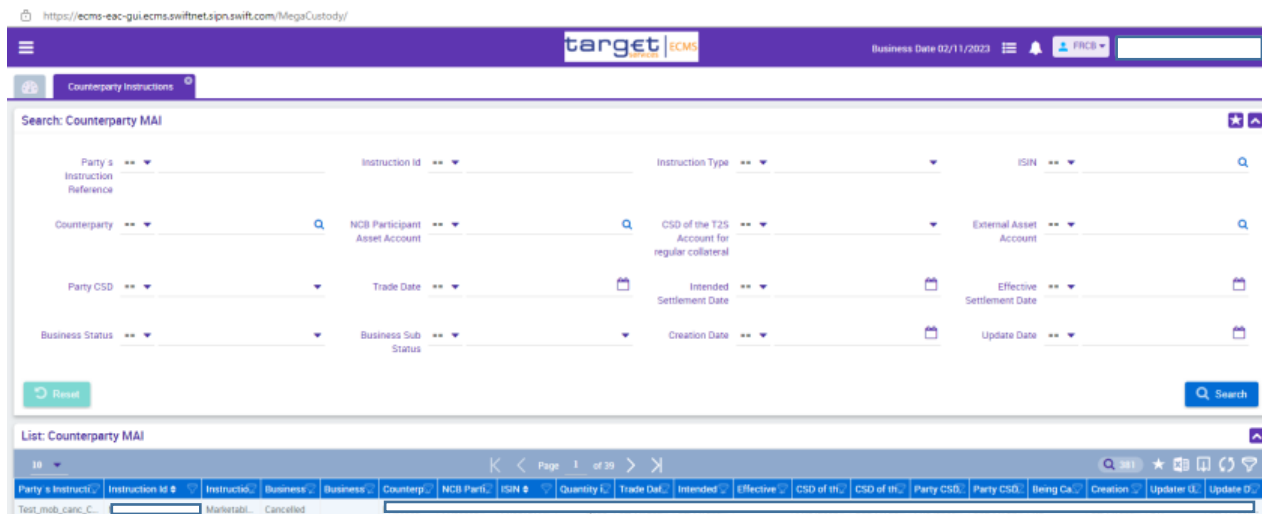 https://ecms-eac-gui.ecms.swiftnet.sipn.swift.com/MegaCustody/
target services | ECMS
Business Date 02/11/2023 FRCB
Counterparty Instructions
Search: Counterparty MAI
Party s Instruction Reference == Instruction Id == Instruction Type == ISIN ==
Counterparty == NCB Participant Asset Account == CSD of the T2S Account for regular collateral == External Asset Account ==
Party CSD == Trade Date == Intended Settlement Date == Effective Settlement Date ==
Business Status == Business Sub Status == Creation Date == Update Date ==
Reset Search
List: Counterparty MAI
10 Page 1 of 39 381
Party s Instructi... Instruction Id Instructio... Business... Business... Counterp... NCB Parti... ISIN Quantity i... Trade Dat... Intended... Effective... CSD of th... CSD of th... Party CSD... Party CSD... Being Ca... Creation... Updater U... Update D...
Test_mob_canc_C... Marketabl... Cancelled